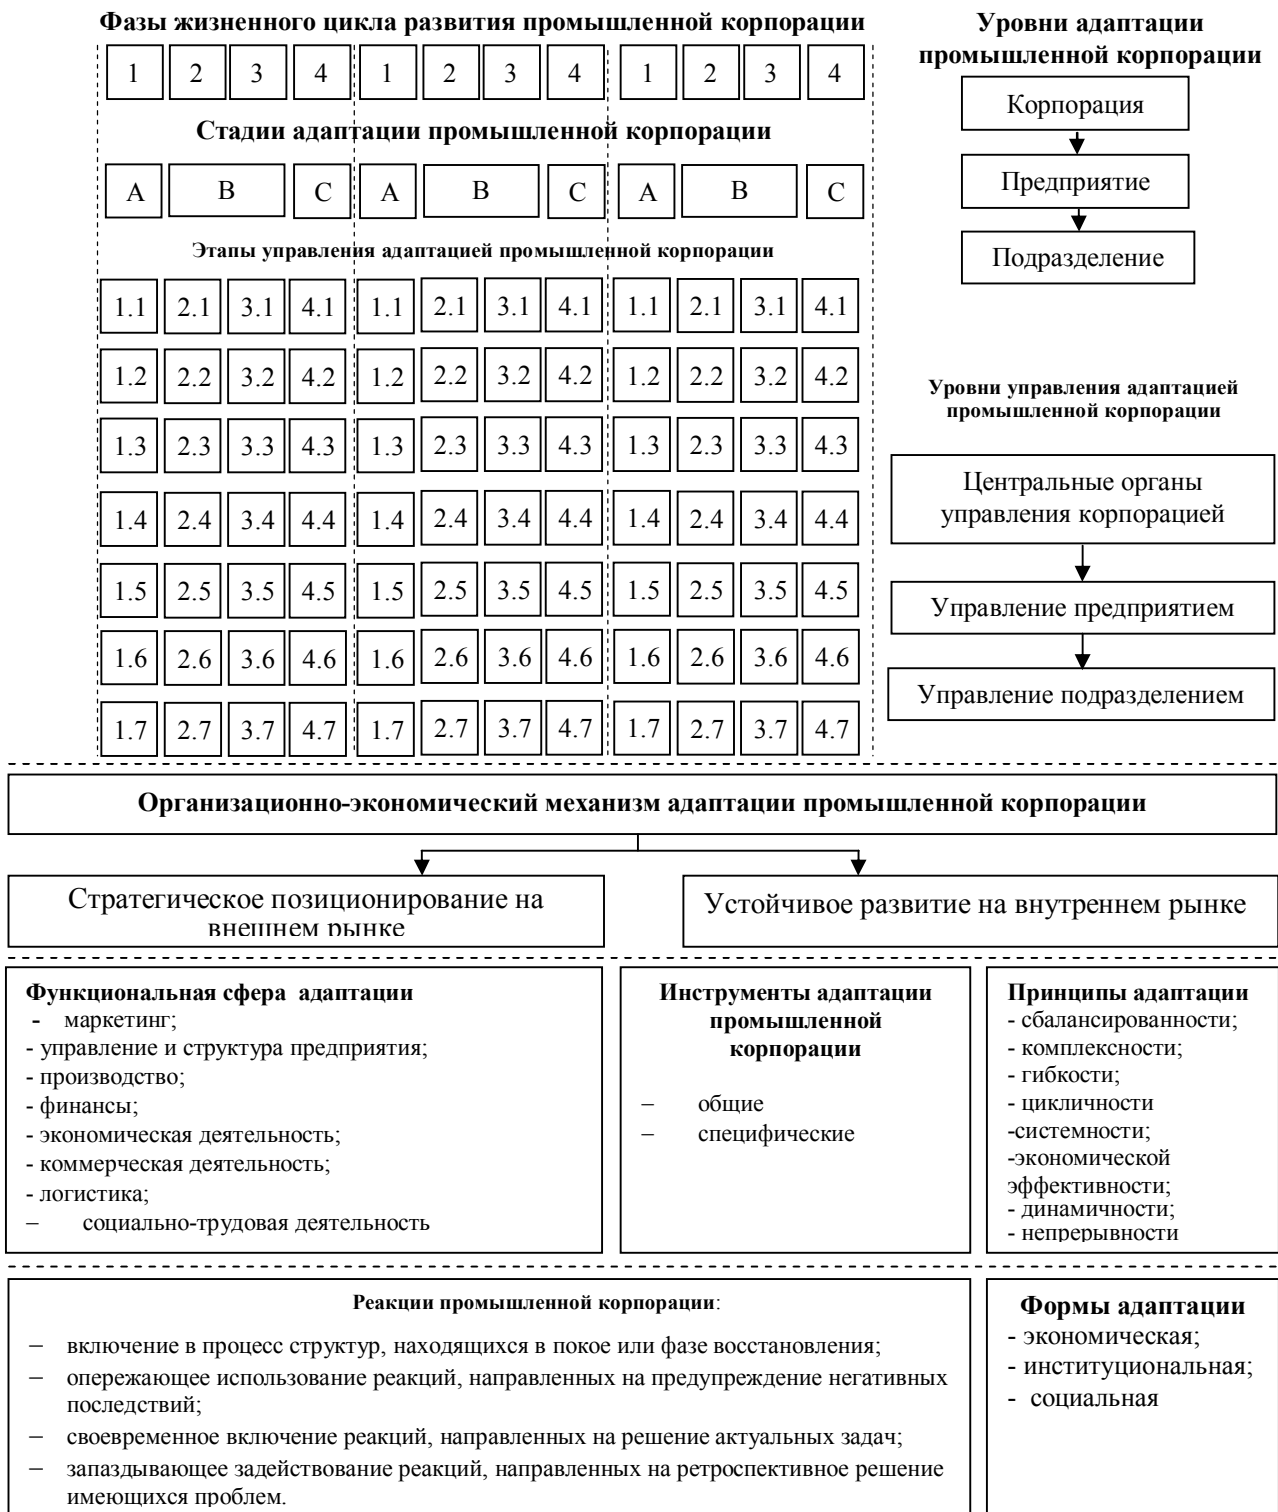 Фазы жизненного цикла развития промышленной корпорации
1 2 3 4 1 2 3 4 1 2 3 4
Стадии адаптации промышленной корпорации
А В С А В С А В С
Этапы управления адаптацией промышленной корпорации
1.1 2.1 3.1 4.1 1.1 2.1 3.1 4.1 1.1 2.1 3.1 4.1
1.2 2.2 3.2 4.2 1.2 2.2 3.2 4.2 1.2 2.2 3.2 4.2
1.3 2.3 3.3 4.3 1.3 2.3 3.3 4.3 1.3 2.3 3.3 4.3
1.4 2.4 3.4 4.4 1.4 2.4 3.4 4.4 1.4 2.4 3.4 4.4
1.5 2.5 3.5 4.5 1.5 2.5 3.5 4.5 1.5 2.5 3.5 4.5
1.6 2.6 3.6 4.6 1.6 2.6 3.6 4.6 1.6 2.6 3.6 4.6
1.7 2.7 3.7 4.7 1.7 2.7 3.7 4.7 1.7 2.7 3.7 4.7
Уровни адаптации
промышленной корпорации
Корпорация
Предприятие
Подразделение
Уровни управления адаптацией
промышленной корпорации
Центральные органы
управления корпорацией
Управление предприятием
Управление подразделением
Организационно-экономический механизм адаптации промышленной корпорации
Стратегическое позиционирование на
внешнем рынке
Устойчивое развитие на внутреннем рынке
Функциональная сфера адаптации
- маркетинг;
- управление и структура предприятия;
- производство;
- финансы;
- экономическая деятельность;
- коммерческая деятельность;
- логистика;
– социально-трудовая деятельность
Инструменты адаптации
промышленной
корпорации
– общие
– специфические
Принципы адаптации
- сбалансированности;
- комплексности;
- гибкости;
- цикличности
-системности;
-экономической
эффективности;
- динамичности;
- непрерывности
Реакции промышленной корпорации:
– включение в процесс структур, находящихся в покое или фазе восстановления;
– опережающее использование реакций, направленных на предупреждение негативных
последствий;
– своевременное включение реакций, направленных на решение актуальных задач;
– запаздывающее задействование реакций, направленных на ретроспективное решение
имеющихся проблем.
Формы адаптации
- экономическая;
- институциональная;
- социальная